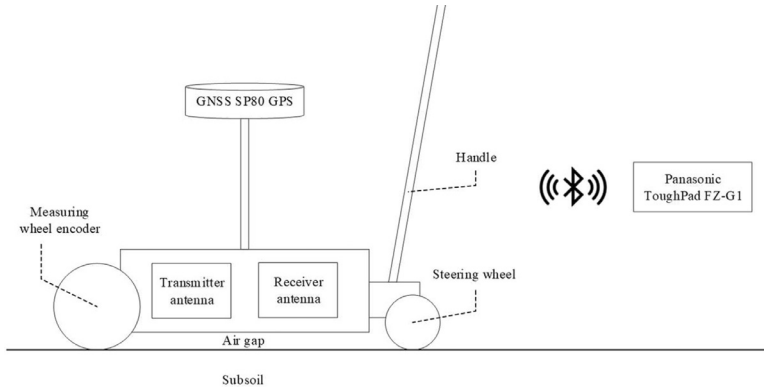 GNSS SP80 GPS
Handle
Panasonic
ToughPad FZ-G1
Measuring
wheel encoder
Transmitter
antenna
Receiver
antenna
Steering wheel
Air gap
Subsoil